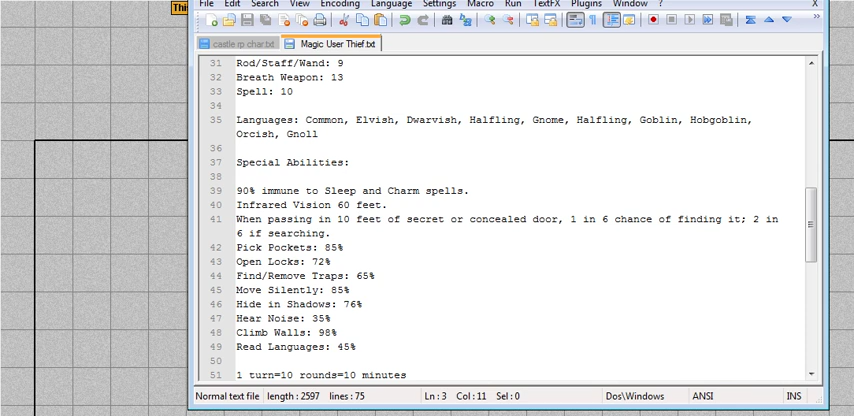 Thi
File Edit Search View Encoding Language Settings Macro Run TextFX Plugins Window ? X
castle rp char.txt Magic User Thief.txt
31 Rod/Staff/Wand: 9
32 Breath Weapon: 13
33 Spell: 10
34
35 Languages: Common, Elvish, Dwarvish, Halfling, Gnome, Halfling, Goblin, Hobgoblin,
Orcish, Gnoll
36
37 Special Abilities:
38
39 90% immune to Sleep and Charm spells.
40 Infrared Vision 60 feet.
41 When passing in 10 feet of secret or concealed door, 1 in 6 chance of finding it; 2 in
6 if searching.
42 Pick Pockets: 85%
43 Open Locks: 72%
44 Find/Remove Traps: 65%
45 Move Silently: 85%
46 Hide in Shadows: 76%
47 Hear Noise: 35%
48 Climb Walls: 98%
49 Read Languages: 45%
50
51 1 turn=10 rounds=10 minutes
Normal text file length : 2597 lines : 75 Ln : 3 Col : 11 Sel : 0 Dos\Windows ANSI INS